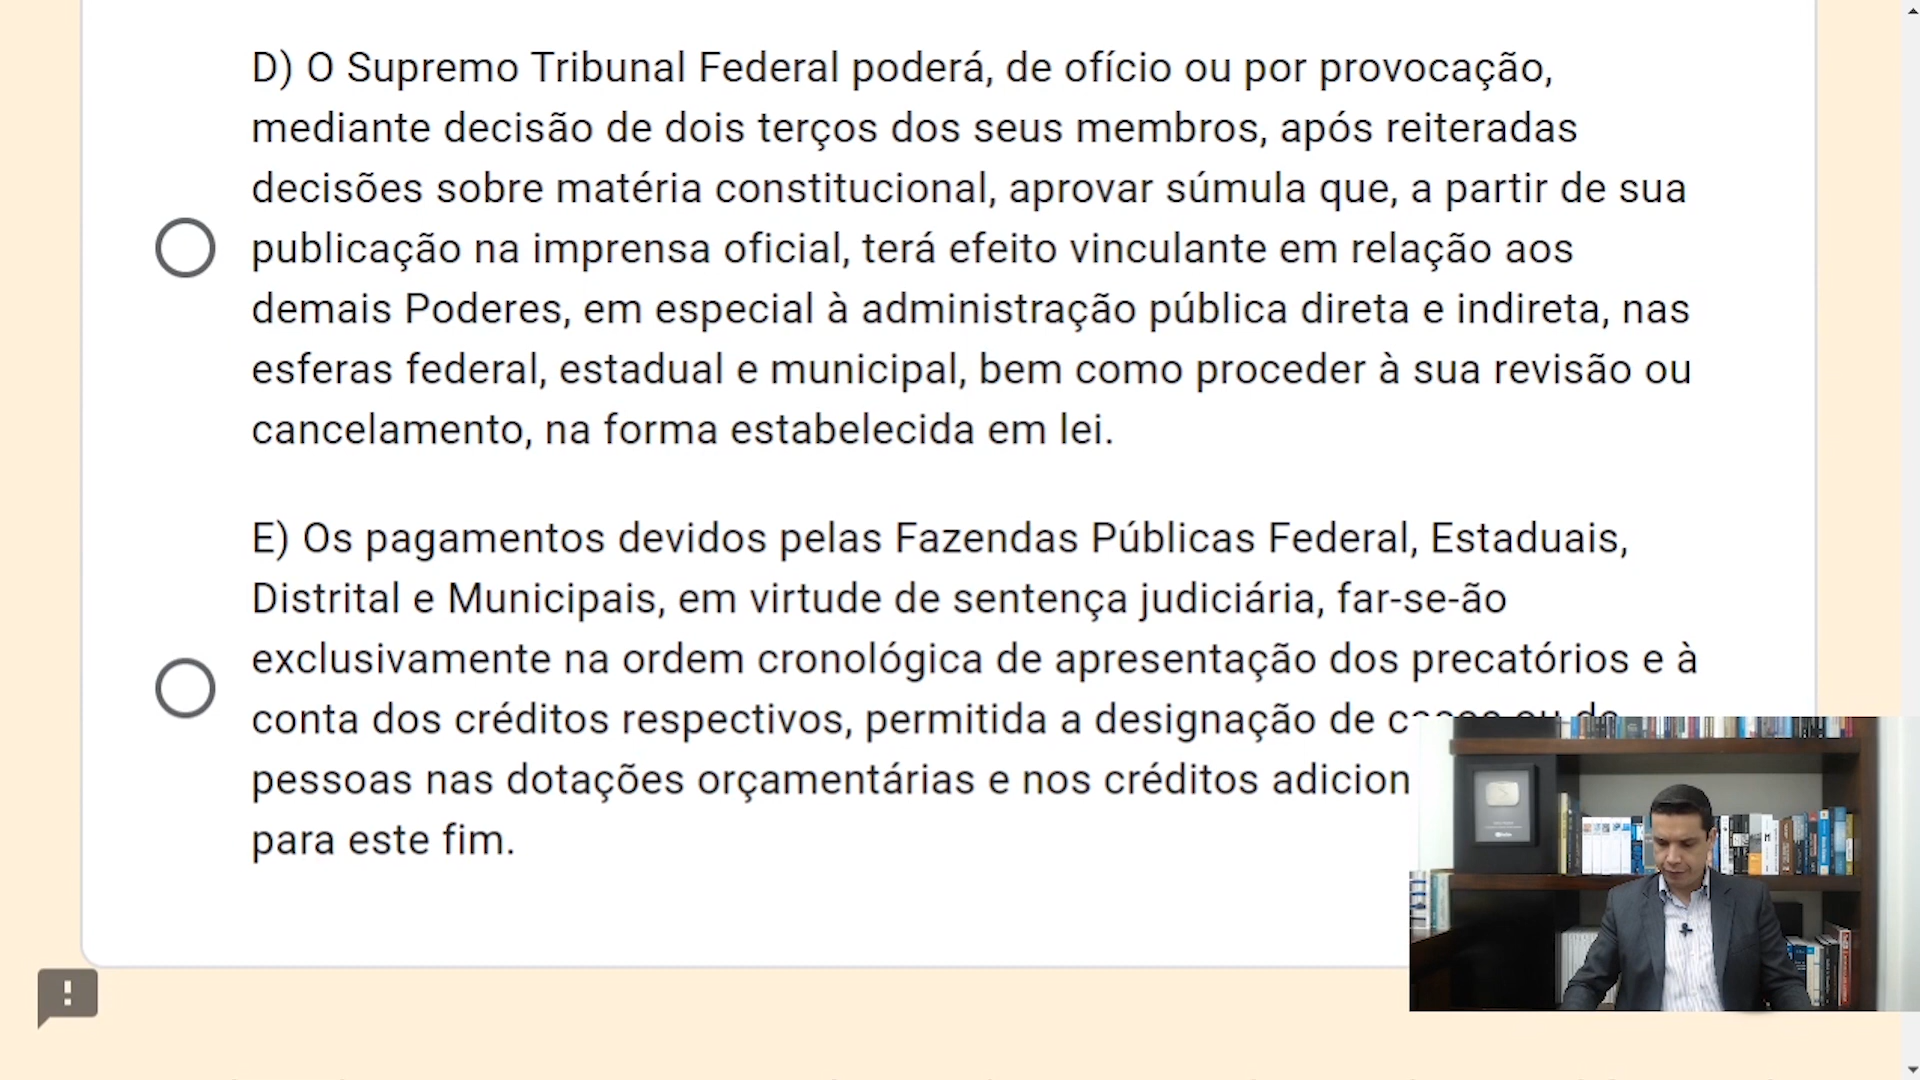 D) O Supremo Tribunal Federal poderá, de ofício ou por provocação,
mediante decisão de dois terços dos seus membros, após reiteradas
decisões sobre matéria constitucional, aprovar súmula que, a partir de sua
publicação na imprensa oficial, terá efeito vinculante em relação aos
demais Poderes, em especial à administração pública direta e indireta, nas
esferas federal, estadual e municipal, bem como proceder à sua revisão ou
cancelamento, na forma estabelecida em lei.
E) Os pagamentos devidos pelas Fazendas Públicas Federal, Estaduais,
Distrital e Municipais, em virtude de sentença judiciária, far-se-ão
exclusivamente na ordem cronológica de apresentação dos precatórios e à
conta dos créditos respectivos, permitida a designação de
pessoas nas dotações orçamentárias e nos créditos
para este fim.